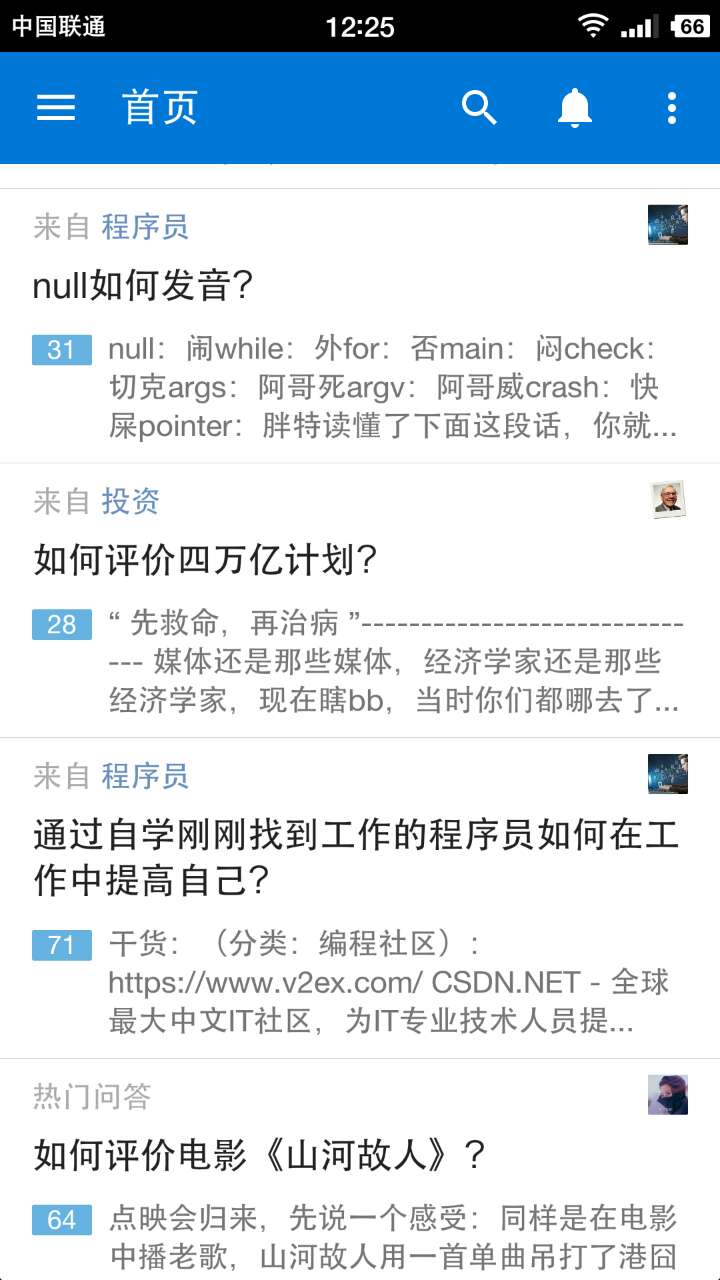 中国联通 12:25 66
首页
来自 程序员
null如何发音？
31 null：闹while：外for：否main：闷check：
切克args：阿哥死argv：阿哥威crash：快
屎pointer：胖特读懂了下面这段话，你就...
来自 投资
如何评价四万亿计划？
28 “ 先救命，再治病 ”---------------------------
--- 媒体还是那些媒体，经济学家还是那些
经济学家，现在瞎bb，当时你们都哪去了...
来自 程序员
通过自学刚刚找到工作的程序员如何在工
作中提高自己？
71 干货：（分类：编程社区）：
https://www.v2ex.com/ CSDN.NET - 全球
最大中文IT社区，为IT专业技术人员提...
热门问答
如何评价电影《山河故人》？
64 点映会归来，先说一个感受：同样是在电影
中播老歌，山河故人用一首单曲吊打了港囧